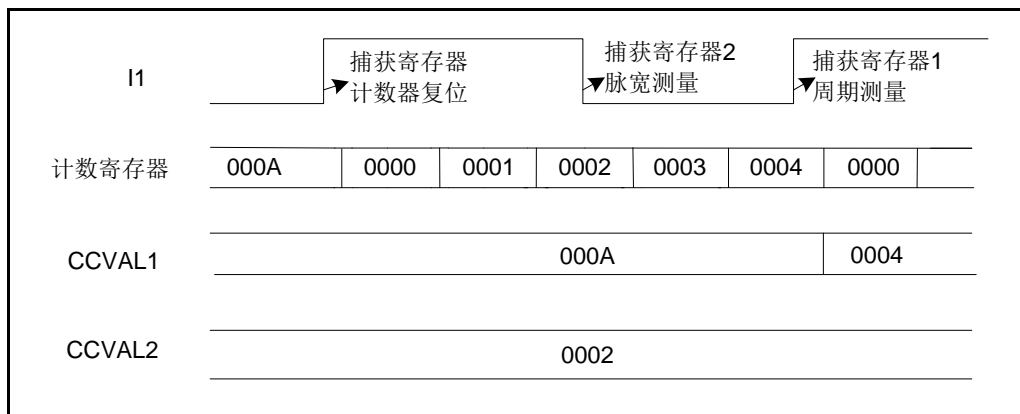 I1
捕获寄存器
计数器复位
捕获寄存器2
脉宽测量
捕获寄存器1
周期测量
计数寄存器 000A 0000 0001 0002 0003 0004 0000
CCVAL1 000A 0004
CCVAL2 0002